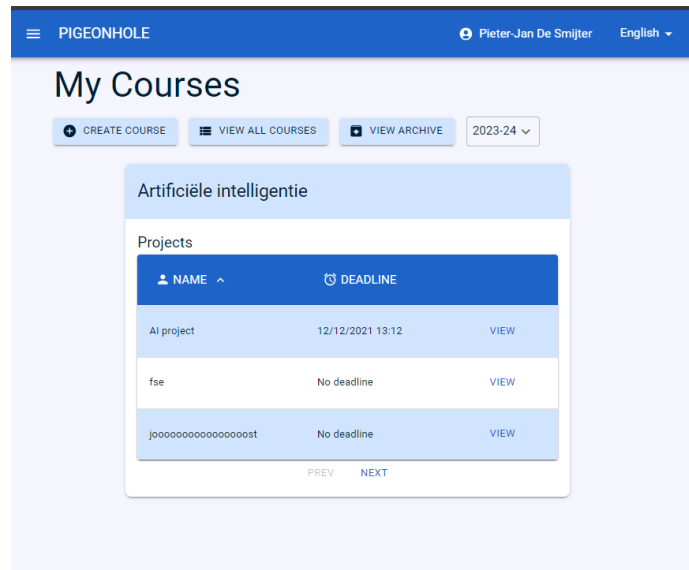 PIGEONHOLE Pieter-Jan De Smijter English
My Courses
CREATE COURSE VIEW ALL COURSES VIEW ARCHIVE 2023-24
Artificiële intelligentie
Projects
NAME DEADLINE
AI project 12/12/2021 13:12 VIEW
fse No deadline VIEW
joooooooooooooooost No deadline VIEW
PREV NEXT